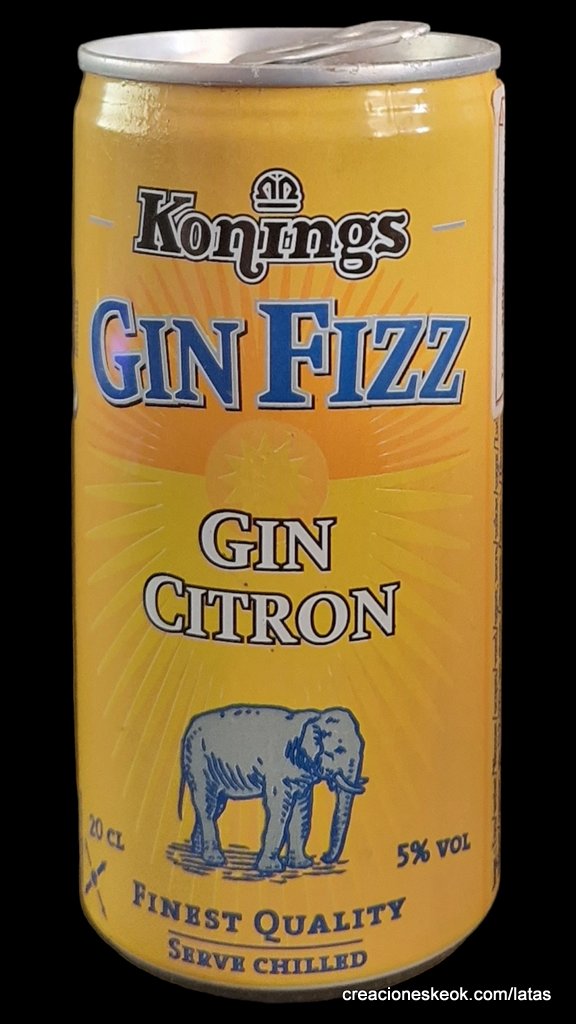 Konings
GIN FIZZ
GIN
CITRON
20 CL
5% VOL
FINEST QUALITY
SERVE CHILLED
creacioneskeok.com/latas